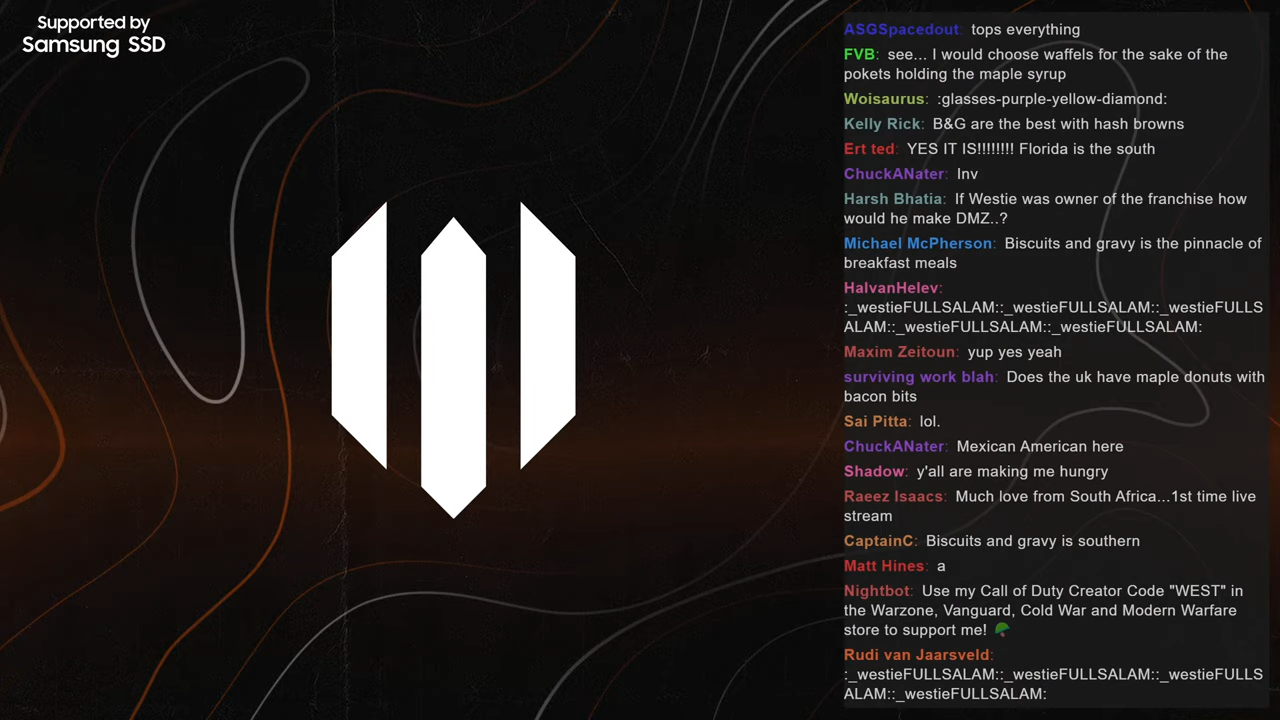 Supported by
Samsung SSD
ASGSpacedout: tops everything
FVB: see... I would choose waffels for the sake of the
pokets holding the maple syrup
Woisaurus: :glasses-purple-yellow-diamond:
Kelly Rick: B&G are the best with hash browns
Ert ted: YES IT IS!!!!!!!! Florida is the south
ChuckANater: Inv
Harsh Bhatia: If Westie was owner of the franchise how
would he make DMZ..?
Michael McPherson: Biscuits and gravy is the pinnacle of
breakfast meals
HalvanHelev:
:_westieFULLSALAM::_westieFULLSALAM::_westieFULLS
ALAM::_westieFULLSALAM::_westieFULLSALAM:
Maxim Zeitoun: yup yes yeah
surviving work blah: Does the uk have maple donuts with
bacon bits
Sai Pitta: lol.
ChuckANater: Mexican American here
Shadow: y'all are making me hungry
Raeez Isaacs: Much love from South Africa...1st time live
stream
CaptainC: Biscuits and gravy is southern
Matt Hines: a
Nightbot: Use my Call of Duty Creator Code "WEST" in
the Warzone, Vanguard, Cold War and Modern Warfare
store to support me!
Rudi van Jaarsveld:
:_westieFULLSALAM::_westieFULLSALAM::_westieFULLS
ALAM::_westieFULLSALAM: